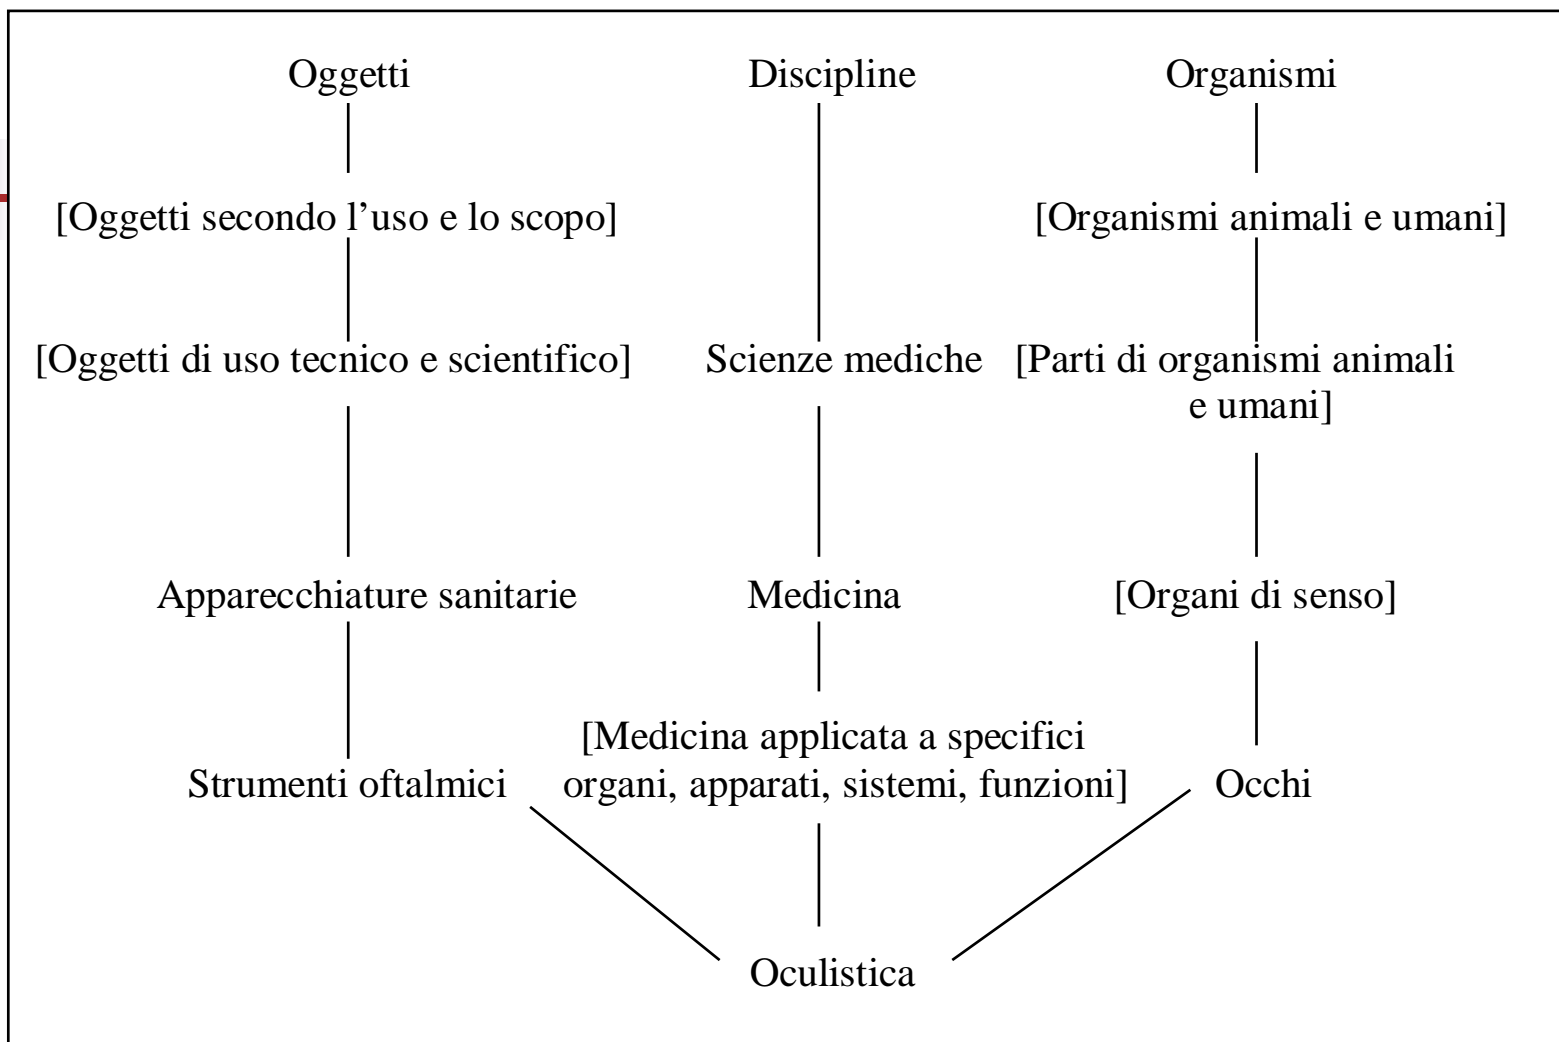 Oggetti
Discipline
Organismi
[Oggetti secondo l’uso e lo scopo]
[Organismi animali e umani]
[Oggetti di uso tecnico e scientifico]
Scienze mediche
[Parti di organismi animali
e umani]
Apparecchiature sanitarie
Medicina
[Organi di senso]
[Medicina applicata a specifici
organi, apparati, sistemi, funzioni]
Strumenti oftalmici
Occhi
Oculistica